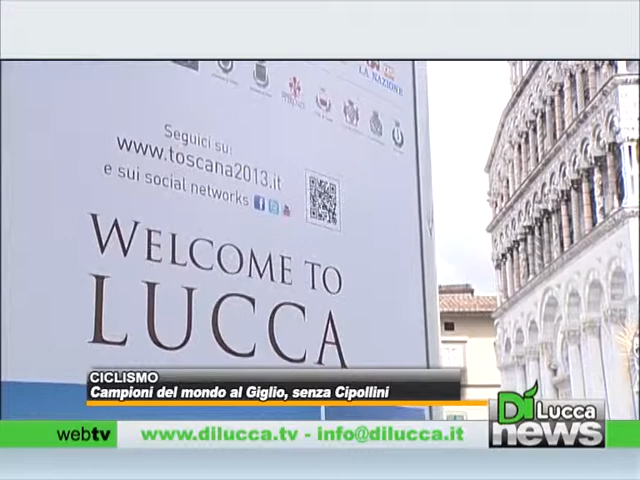 LA NAZIONE
Seguici su:
www.toscana2013.it
e sui social networks
WELCOME TO
LUCCA
CICLISMO
Campioni del mondo al Giglio, senza Cipollini
webtv
www.dilucca.tv - info@dilucca.it
Di Lucca
news